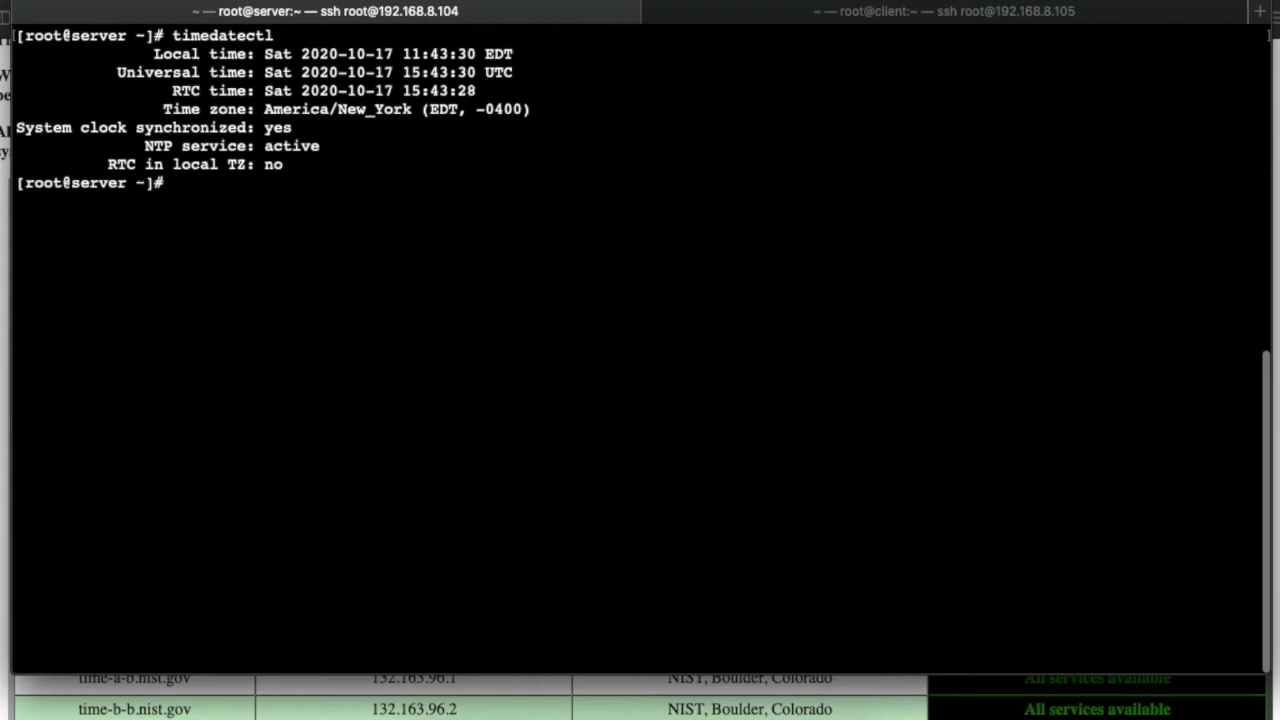 ~ — root@server:~ — ssh root@192.168.8.104
~ — root@client:~ — ssh root@192.168.8.105
+
[[root@server ~]# timedatectl ]
Local time: Sat 2020-10-17 11:43:30 EDT
Universal time: Sat 2020-10-17 15:43:30 UTC
RTC time: Sat 2020-10-17 15:43:28
Time zone: America/New_York (EDT, -0400)
System clock synchronized: yes
NTP service: active
RTC in local TZ: no
[root@server ~]#
time-a-b.nist.gov 132.163.96.1 NIST, Boulder, Colorado All services available
time-b-b.nist.gov 132.163.96.2 NIST, Boulder, Colorado All services available